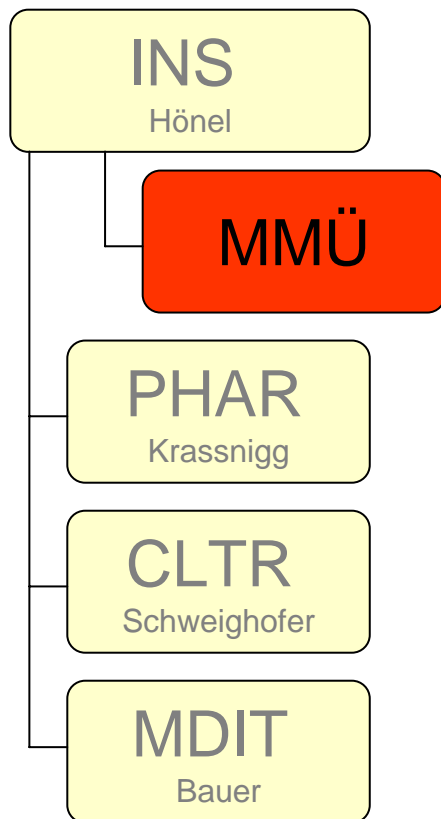 INS
Hönel
MMÜ
PHAR
Krassnigg
CLTR
Schweighofer
MDIT
Bauer